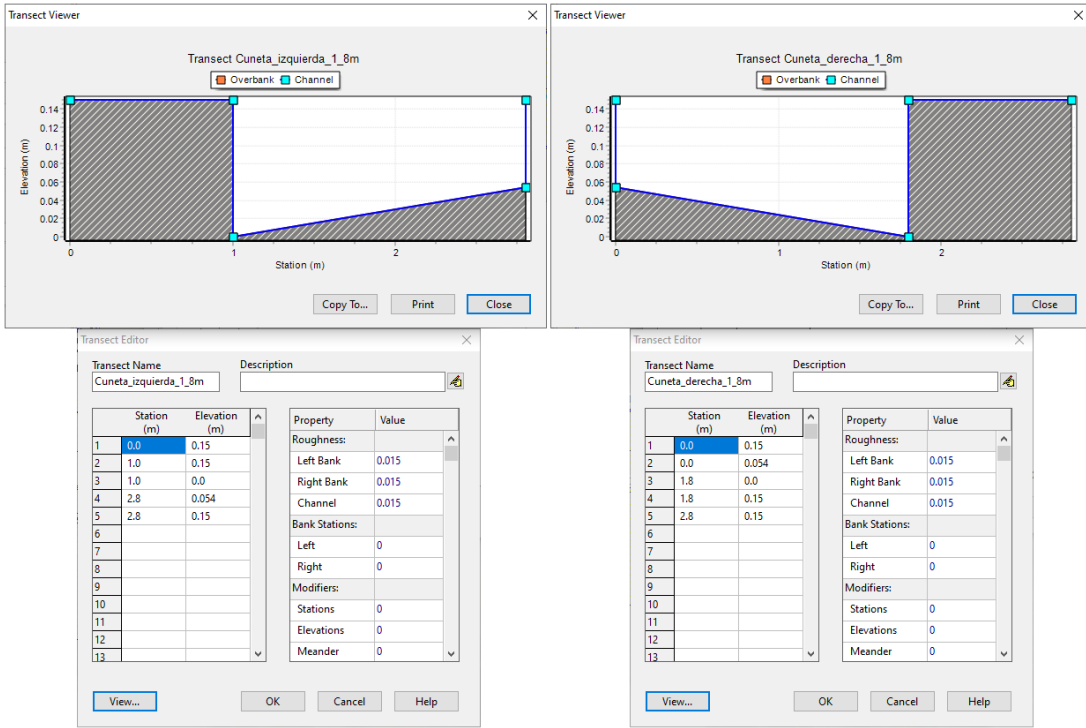 Transect Viewer
Transect Cuneta_izquierda_1_8m
Overbank Channel
Elevation (m)
0.14
0.12
0.1
0.08
0.06
0.04
0.02
0
0 1 2
Station (m)
Copy To... Print Close
Transect Viewer
Transect Cuneta_derecha_1_8m
Overbank Channel
Elevation (m)
0.14
0.12
0.1
0.08
0.06
0.04
0.02
0
0 1 2
Station (m)
Copy To... Print Close
Transect Editor
Transect Name Description
Cuneta_izquierda_1_8m
Station (m) Elevation (m)
1 0.0 0.15
2 1.0 0.15
3 1.0 0.0
4 2.8 0.054
5 2.8 0.15
6
7
8
9
10
11
12
13
Property Value
Roughness:
Left Bank 0.015
Right Bank 0.015
Channel 0.015
Bank Stations:
Left 0
Right 0
Modifiers:
Stations 0
Elevations 0
Meander 0
View... OK Cancel Help
Transect Editor
Transect Name Description
Cuneta_derecha_1_8m
Station (m) Elevation (m)
1 0.0 0.15
2 0.0 0.054
3 1.8 0.0
4 1.8 0.15
5 2.8 0.15
6
7
8
9
10
11
12
13
Property Value
Roughness:
Left Bank 0.015
Right Bank 0.015
Channel 0.015
Bank Stations:
Left 0
Right 0
Modifiers:
Stations 0
Elevations 0
Meander 0
View... OK Cancel Help